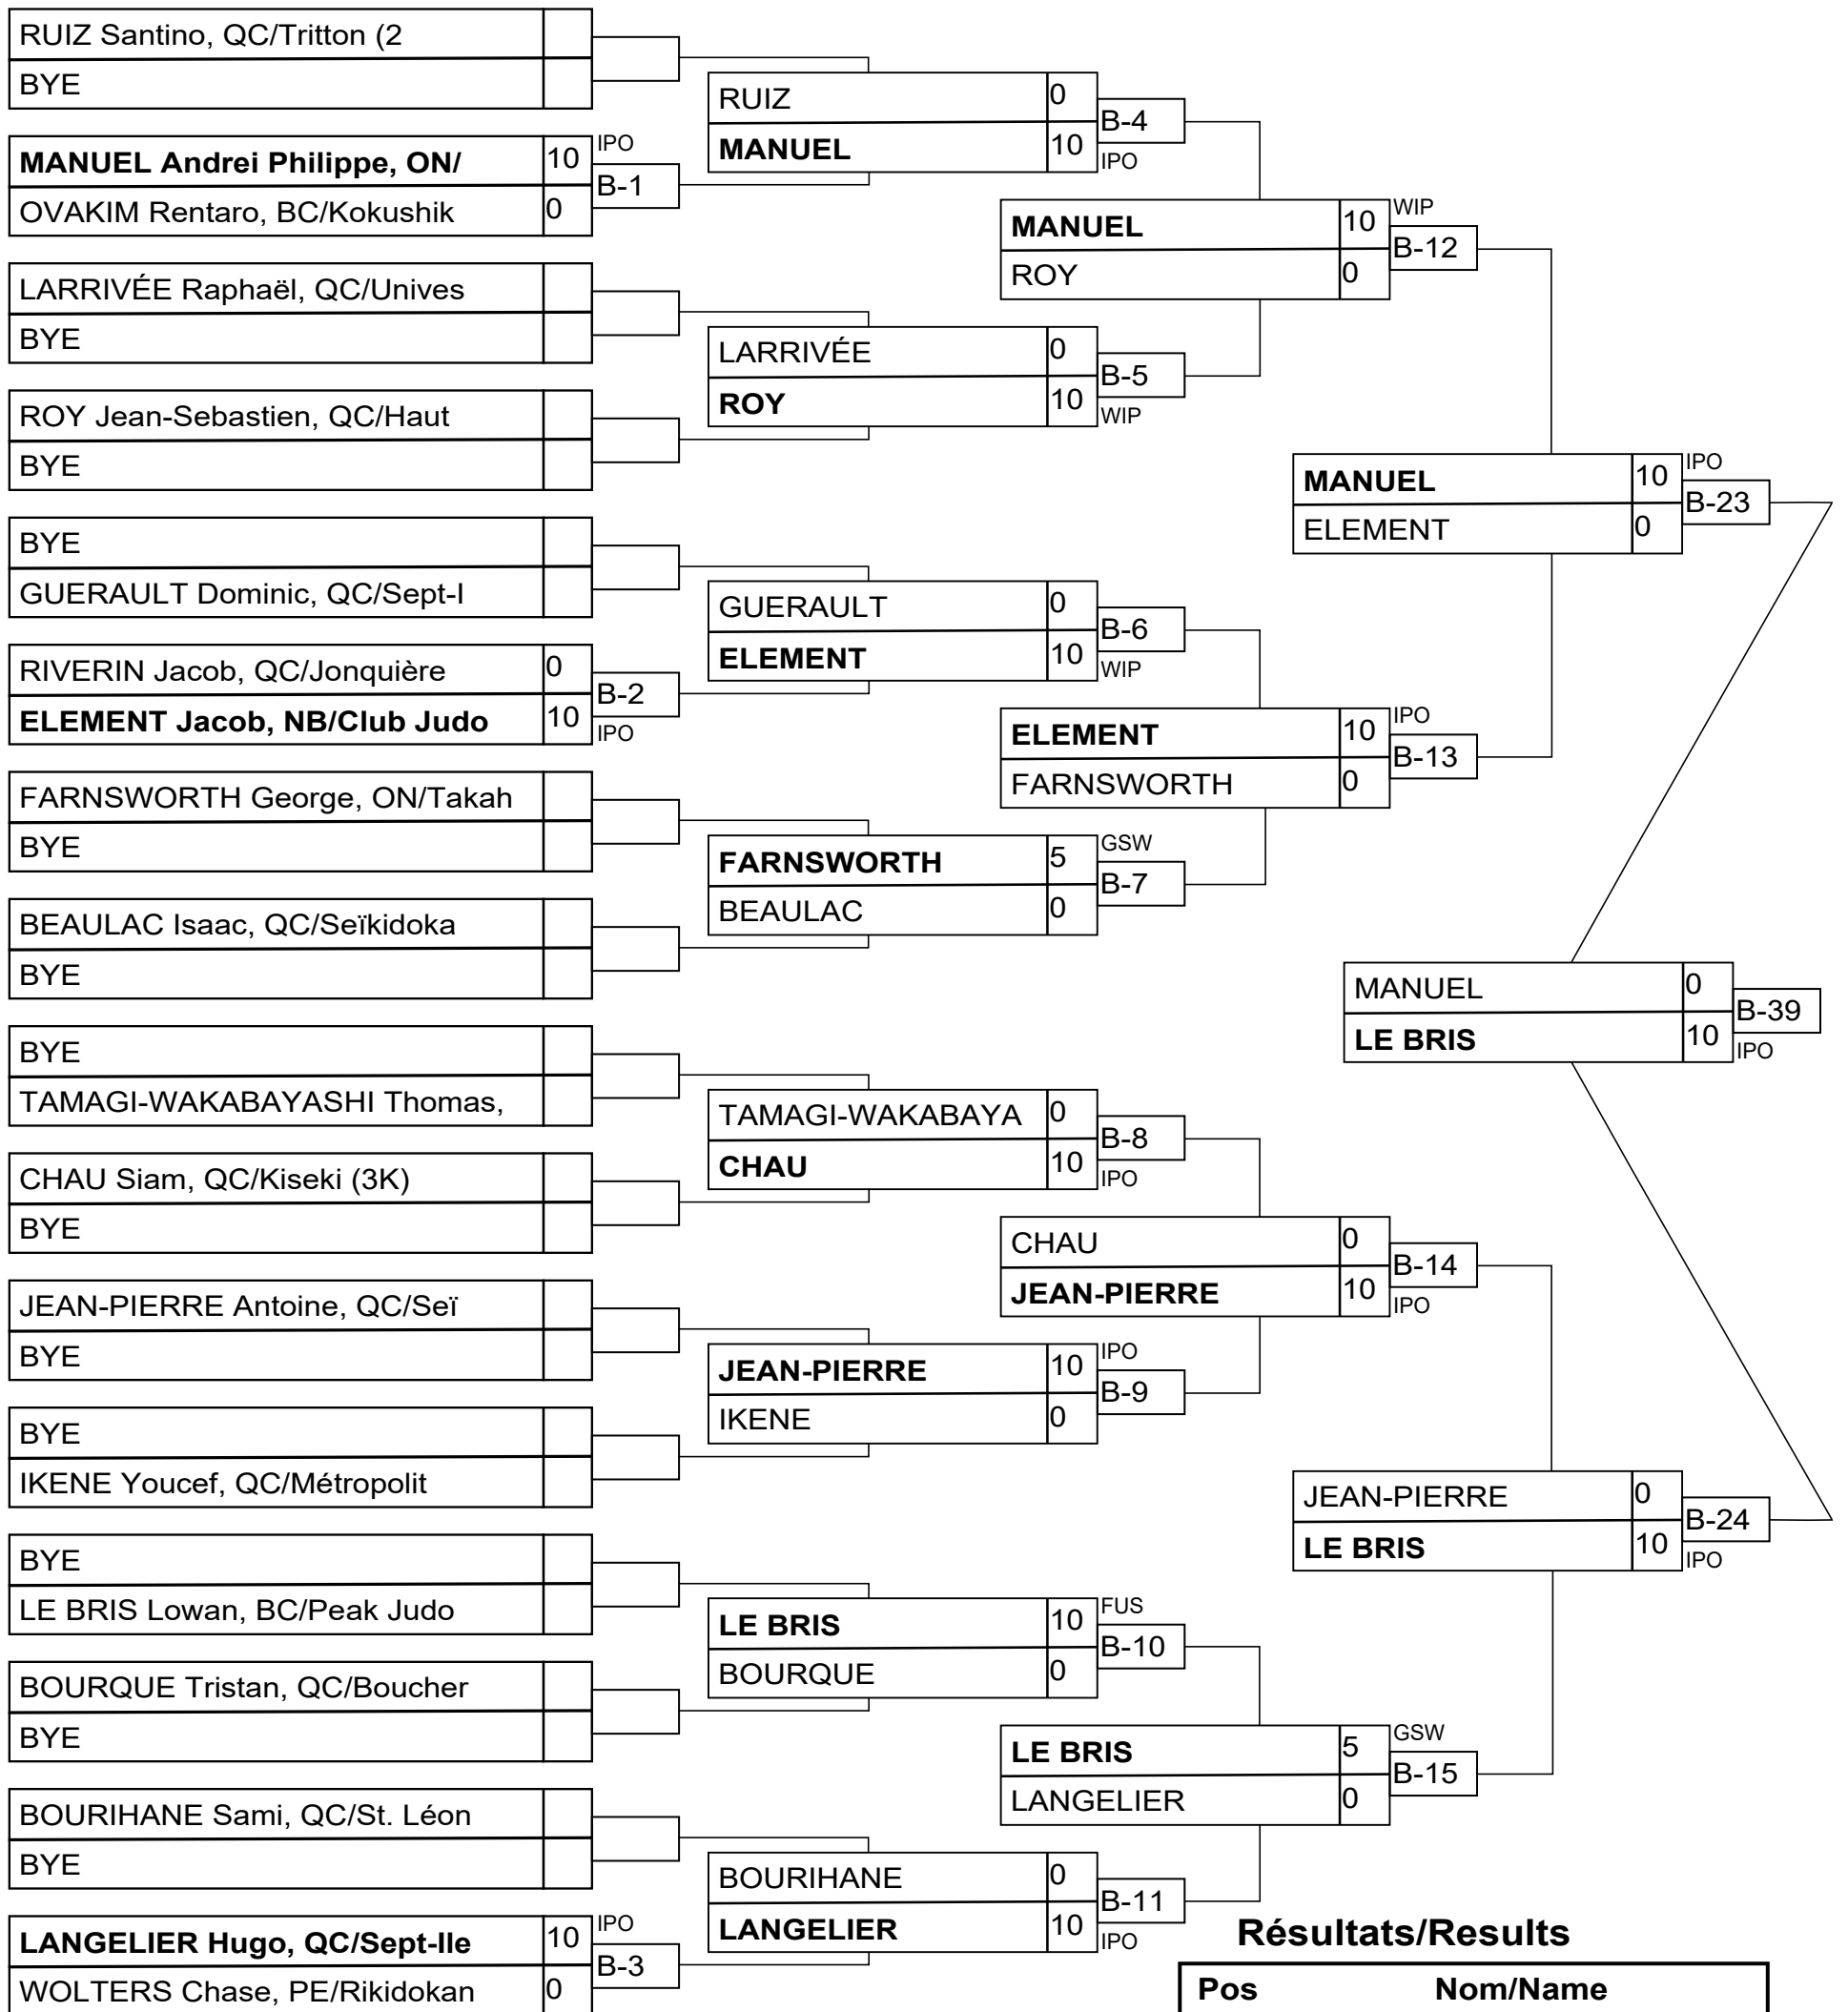 RUIZ Santino, QC/Tritton (2
BYE
MANUEL Andrei Philippe, ON/ 10 IPO
B-1
OVAKIM Rentaro, BC/Kokushik 0
LARRIVÉE Raphaël, QC/Unives
BYE
ROY Jean-Sebastien, QC/Haut
BYE
BYE
GUERAULT Dominic, QC/Sept-I
RIVERIN Jacob, QC/Jonquière 0
B-2
ELEMENT Jacob, NB/Club Judo 10 IPO
FARNSWORTH George, ON/Takah
BYE
BEAULAC Isaac, QC/Seïkidoka
BYE
BYE
TAMAGI-WAKABAYASHI Thomas,
CHAU Siam, QC/Kiseki (3K)
BYE
JEAN-PIERRE Antoine, QC/Seï
BYE
BYE
IKENE Youcef, QC/Métropolit
BYE
LE BRIS Lowan, BC/Peak Judo
BOURQUE Tristan, QC/Boucher
BYE
BOURIHANE Sami, QC/St. Léon
BYE
LANGELIER Hugo, QC/Sept-Ile 10 IPO
B-3
WOLTERS Chase, PE/Rikidokan 0
RUIZ 0
B-4
MANUEL 10 IPO
LARRIVÉE 0
B-5
ROY 10 WIP
GUERAULT 0
B-6
ELEMENT 10 WIP
FARNSWORTH 5 GSW
B-7
BEAULAC 0
TAMAGI-WAKABAYA 0
B-8
CHAU 10 IPO
JEAN-PIERRE 10 IPO
B-9
IKENE 0
LE BRIS 10 FUS
B-10
BOURQUE 0
BOURIHANE 0
B-11
LANGELIER 10 IPO
MANUEL 10 WIP
B-12
ROY 0
ELEMENT 10 IPO
B-13
FARNSWORTH 0
CHAU 0
B-14
JEAN-PIERRE 10 IPO
LE BRIS 5 GSW
B-15
LANGELIER 0
MANUEL 10 IPO
B-23
ELEMENT 0
JEAN-PIERRE 0
B-24
LE BRIS 10 IPO
MANUEL 0
B-39
LE BRIS 10 IPO
Résultats/Results
Pos Nom/Name